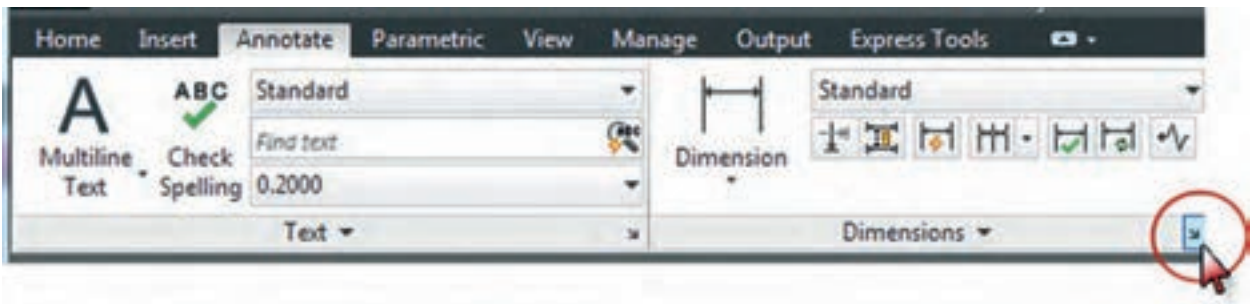 Home Insert Annotate Parametric View Manage Output Express Tools
A
Multiline
Text
ABC
Check
Spelling
Standard
Find text
0.2000
Text
Dimension
Standard
Dimensions